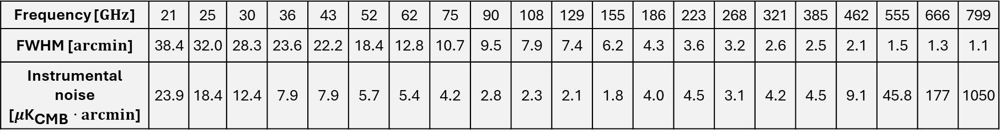 Frequency [GHz] 21 25 30 36 43 52 62 75 90 108 129 155 186 223 268 321 385 462 555 666 799
FWHM [arcmin] 38.4 32.0 28.3 23.6 22.2 18.4 12.8 10.7 9.5 7.9 7.4 6.2 4.3 3.6 3.2 2.6 2.5 2.1 1.5 1.3 1.1
Instrumental
noise 23.9 18.4 12.4 7.9 7.9 5.7 5.4 4.2 2.8 2.3 2.1 1.8 4.0 4.5 3.1 4.2 4.5 9.1 45.8 177 1050
[μKCMB · arcmin]